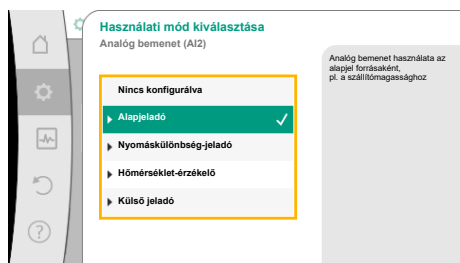 Használati mód kiválasztása
Analóg bemenet (AI2)
Analóg bemenet használata az
alapjel forrásaként,
pl. a szállítómagassághoz
Nincs konfigurálva
Alapjeladó
Nyomáskülönbség-jeladó
Hőmérséklet-érzékelő
Külső jeladó
?